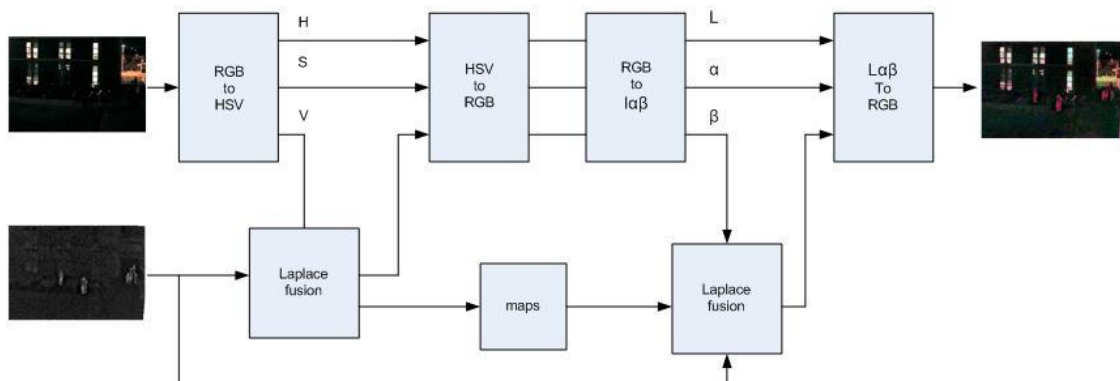 H
S
V
RGB
to
HSV
HSV
to
RGB
RGB
to
lαβ
L
α
β
Lαβ
To
RGB
Laplace
fusion
maps
Laplace
fusion